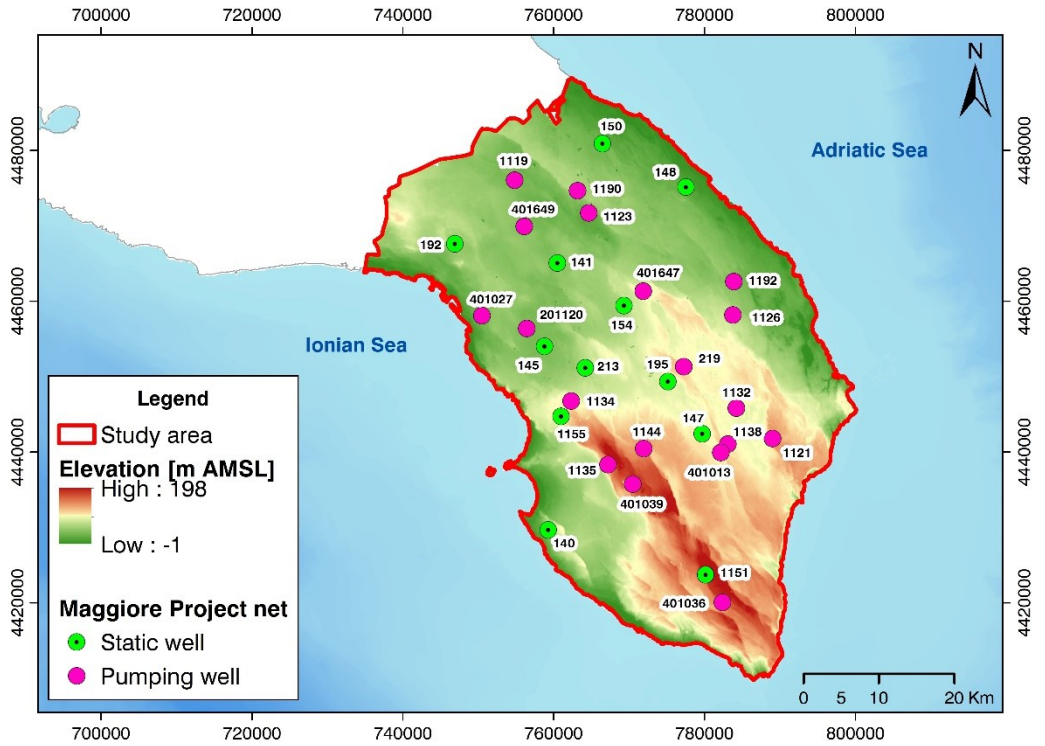 700000 720000 740000 760000 780000 800000
N
4480000 4480000
150
Adriatic Sea
1119
148
1190
401649
1123
192
141
401647
1192
4460000 4460000
401027
154
1126
201120
Ionian Sea
145
213
195
219
Legend
1132
1134
Study area
147
1155
1144
1138
4440000 4440000
1121
Elevation [m AMSL]
1135
401013
High : 198
401039
Low : -1
140
1151
Maggiore Project net
401036
4420000 4420000
Static well
Pumping well
0 5 10 20 Km
700000 720000 740000 760000 780000 800000